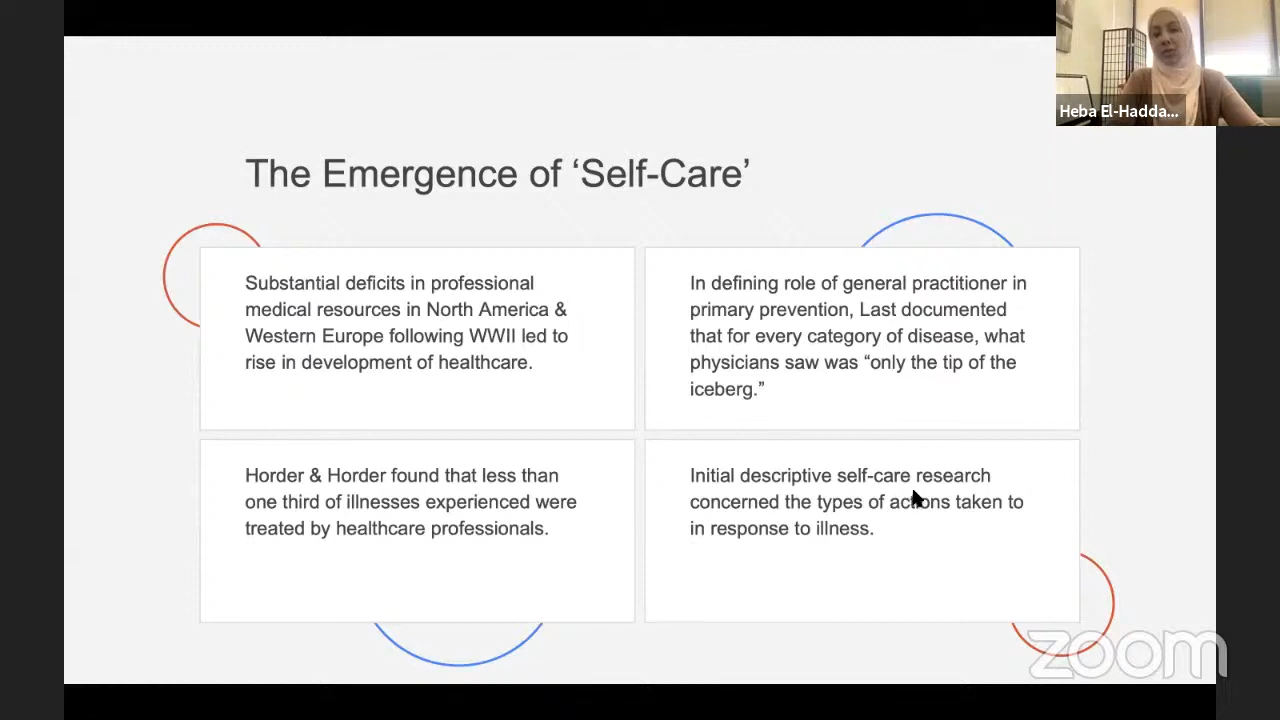 Heba El-Hadda...
The Emergence of ‘Self-Care’
Substantial deficits in professional
medical resources in North America &
Western Europe following WWII led to
rise in development of healthcare.
In defining role of general practitioner in
primary prevention, Last documented
that for every category of disease, what
physicians saw was “only the tip of the
iceberg.”
Horder & Horder found that less than
one third of illnesses experienced were
treated by healthcare professionals.
Initial descriptive self-care research
concerned the types of actions taken to
in response to illness.
zoom